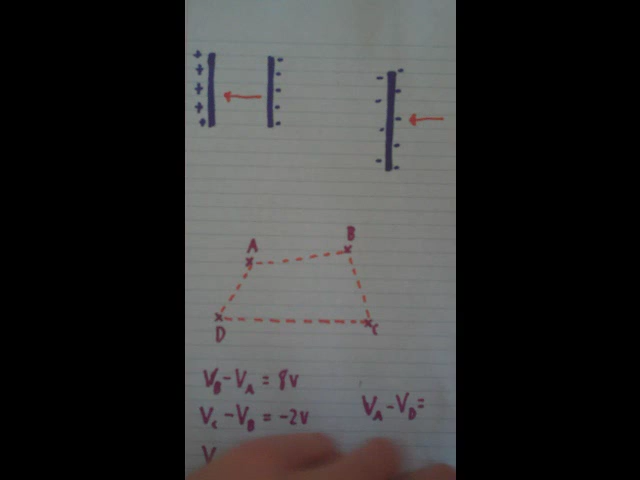 A
B
D
C
V_B - V_A = 8V
V_C - V_B = -2V
V_A - V_D =
V